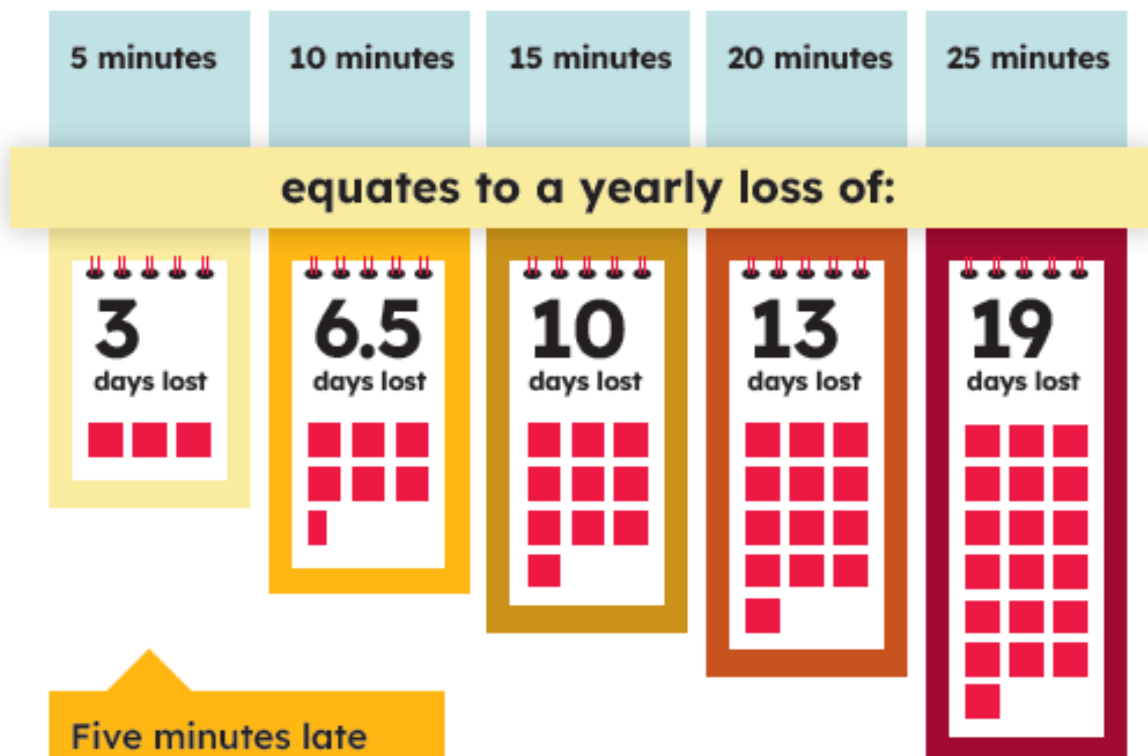 5 minutes
10 minutes
15 minutes
20 minutes
25 minutes
equates to a yearly loss of:
3
days lost
6.5
days lost
10
days lost
13
days lost
19
days lost
Five minutes late